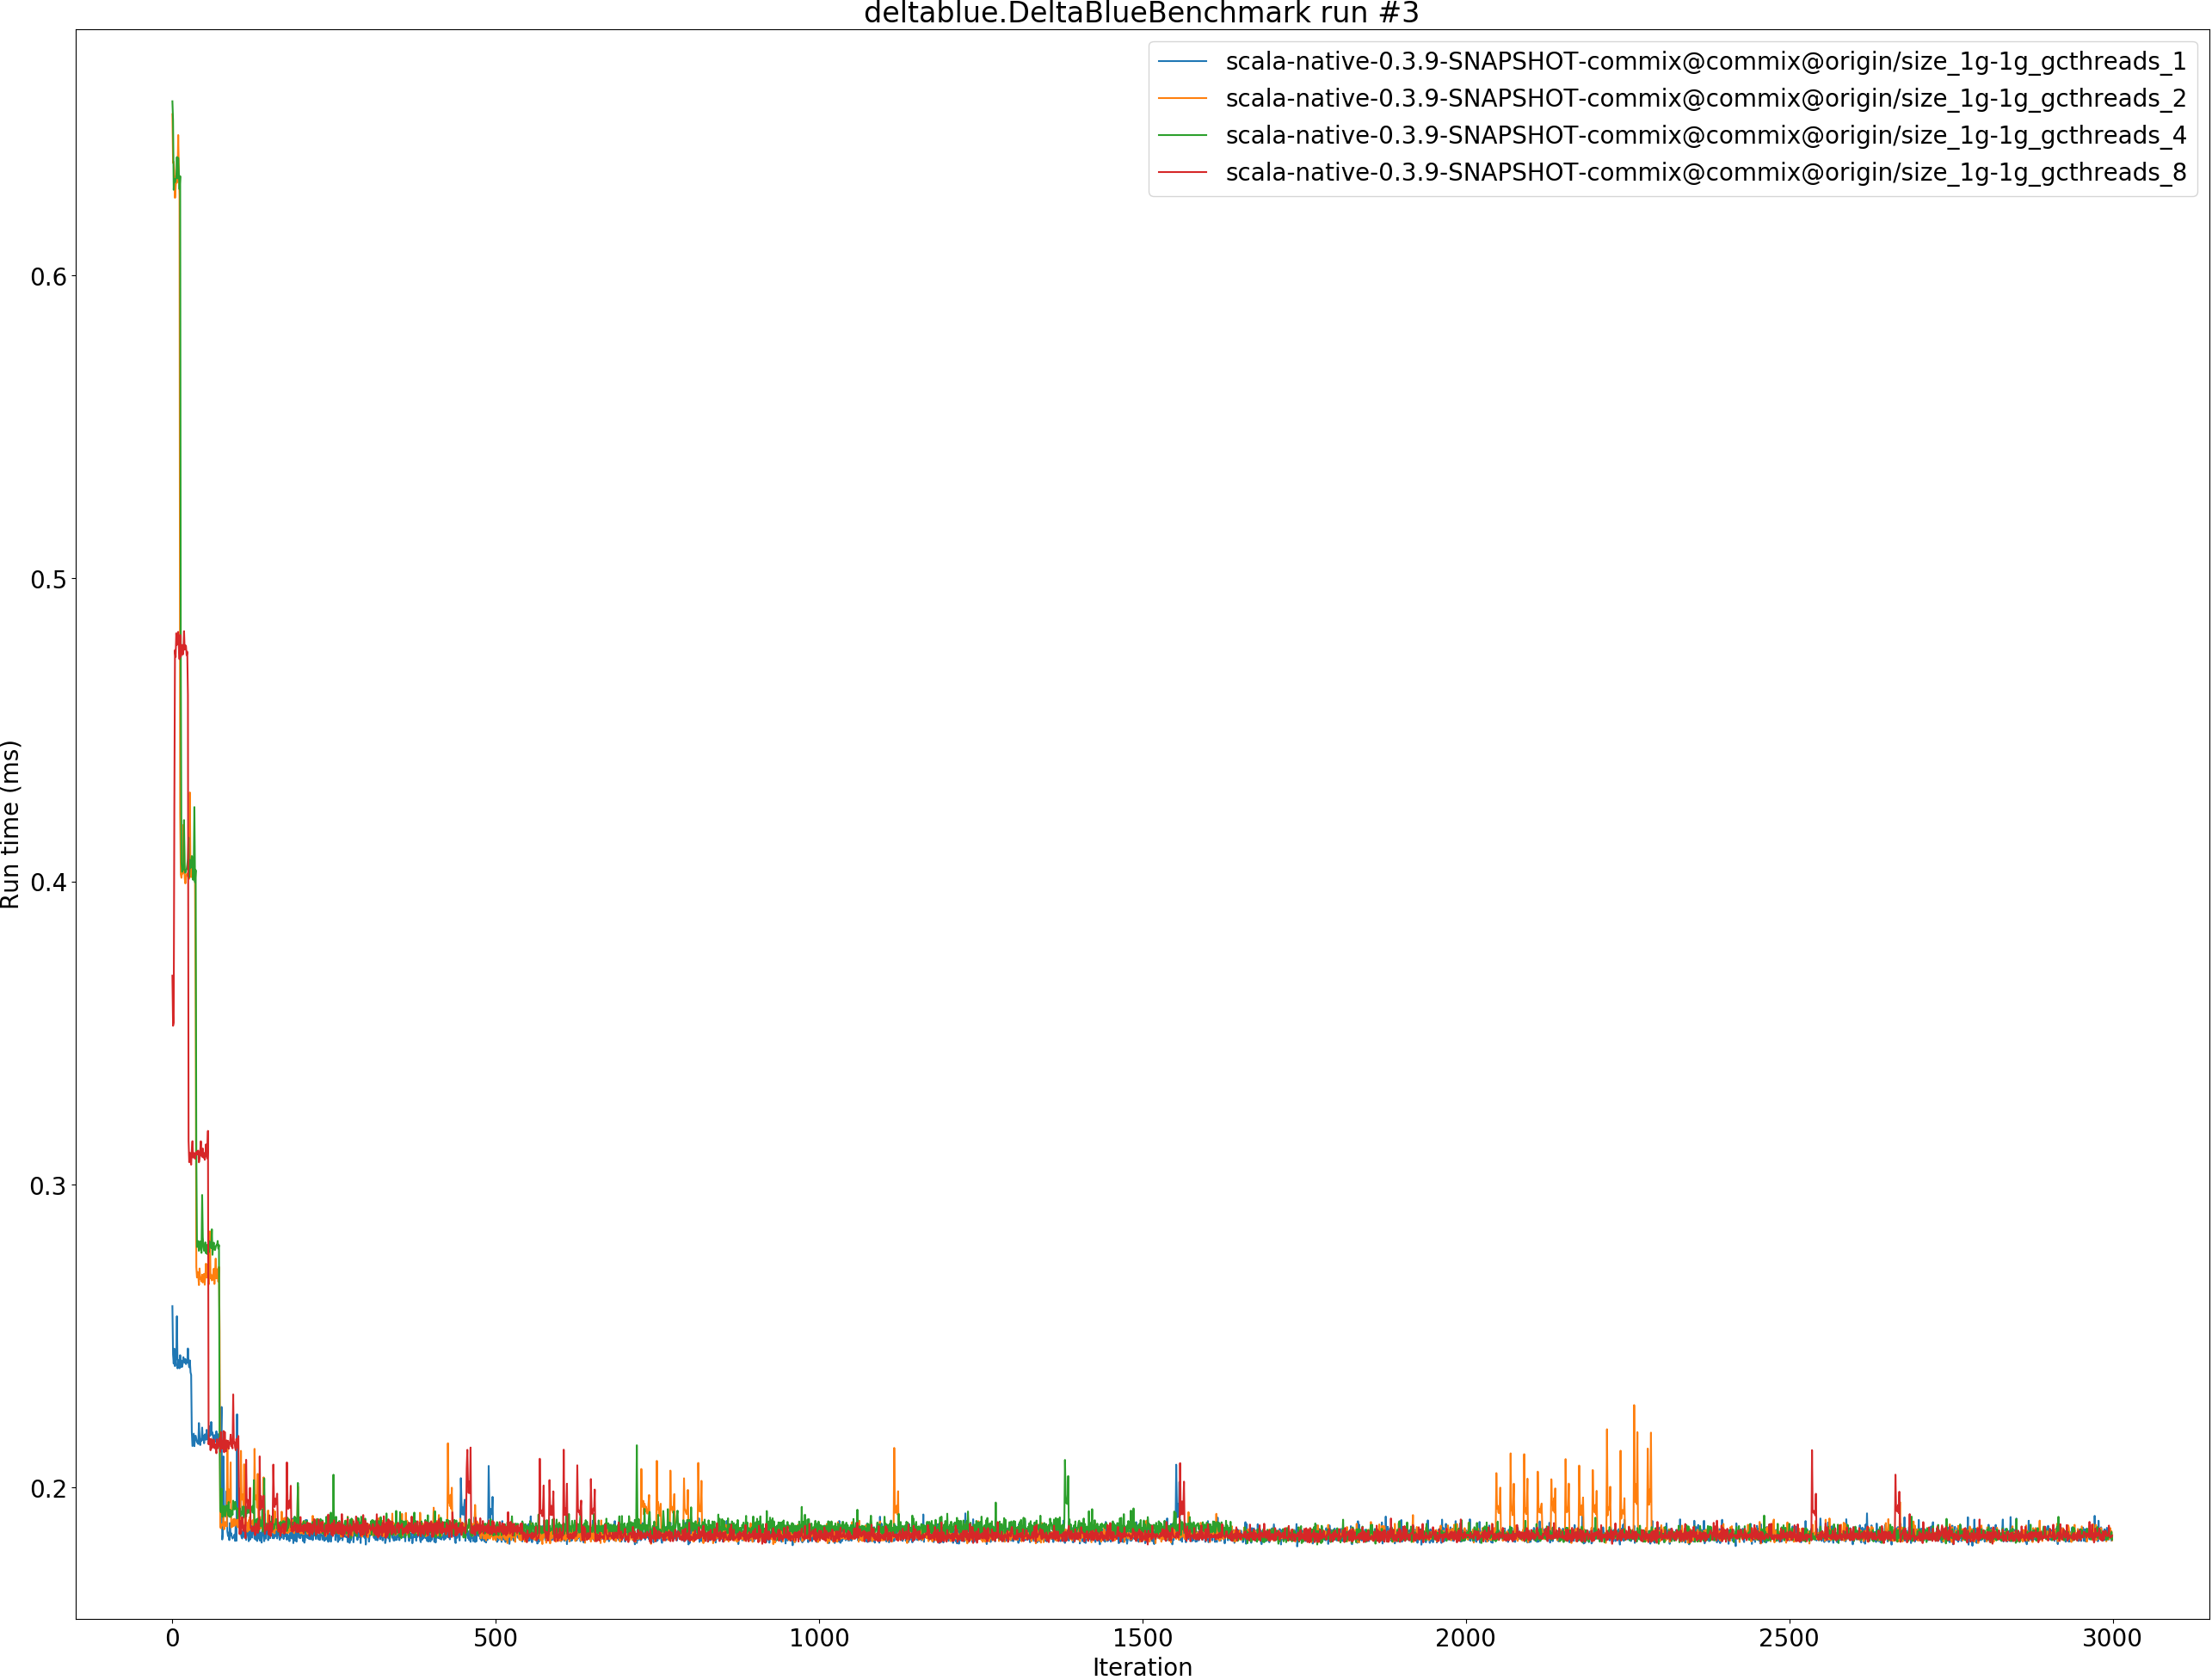 deltablue.DeltaBlueBenchmark run #3
scala-native-0.3.9-SNAPSHOT-commix@commix@origin/size_1g-1g_gcthreads_1
scala-native-0.3.9-SNAPSHOT-commix@commix@origin/size_1g-1g_gcthreads_2
scala-native-0.3.9-SNAPSHOT-commix@commix@origin/size_1g-1g_gcthreads_4
scala-native-0.3.9-SNAPSHOT-commix@commix@origin/size_1g-1g_gcthreads_8
0.6
0.5
0.4
0.3
0.2
Run time (ms)
0 500 1000 1500 2000 2500 3000
Iteration